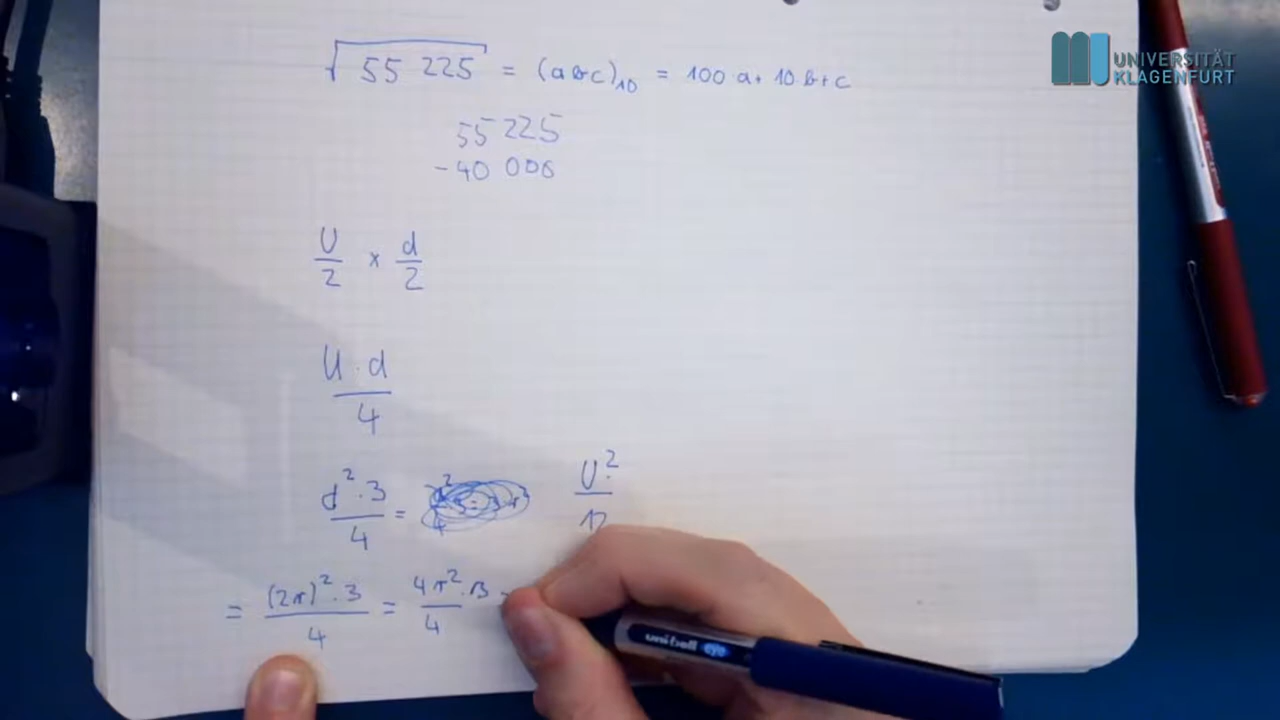 √55 225 = (abc)₁₀ = 100 a + 10 b + c
55 225
- 40 000
U/2 × d/2
U · d / 4
d² · 3 / 4 =
U² / 12
= (2r)² · 3 / 4 = 4r² · 3 / 4
UNIVERSITÄT
KLAGENFURT
uni-ball eye